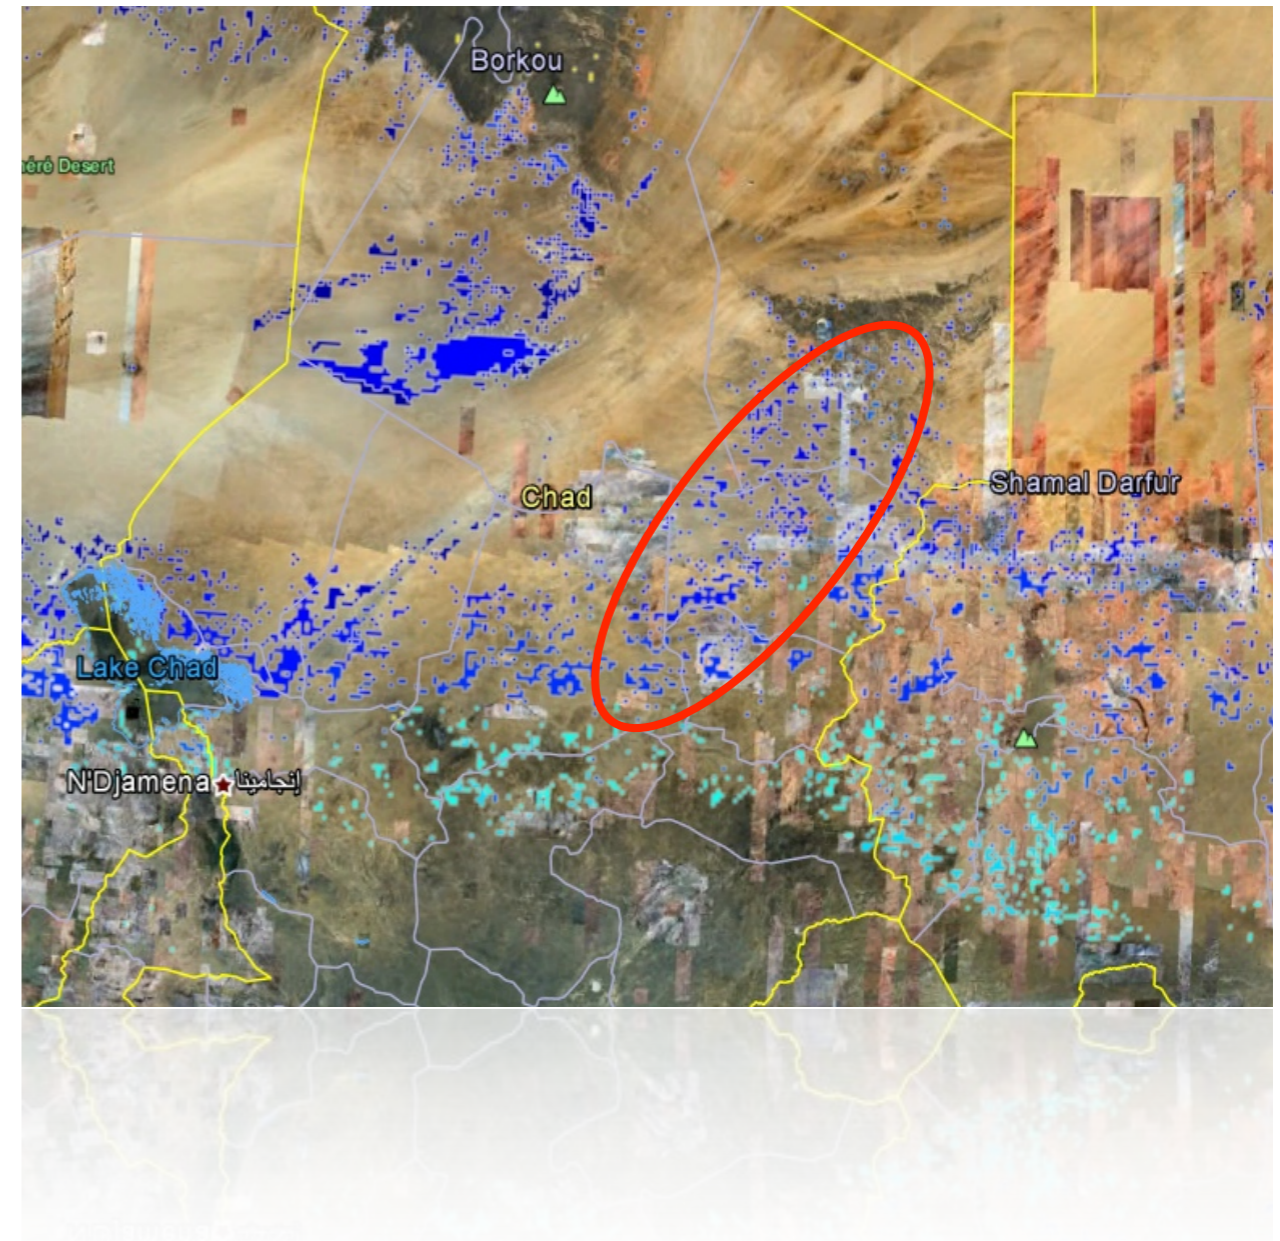 Borkou
éré Desert
Chad
Shamal Darfur
Lake Chad
N'Djamena إنجامينا